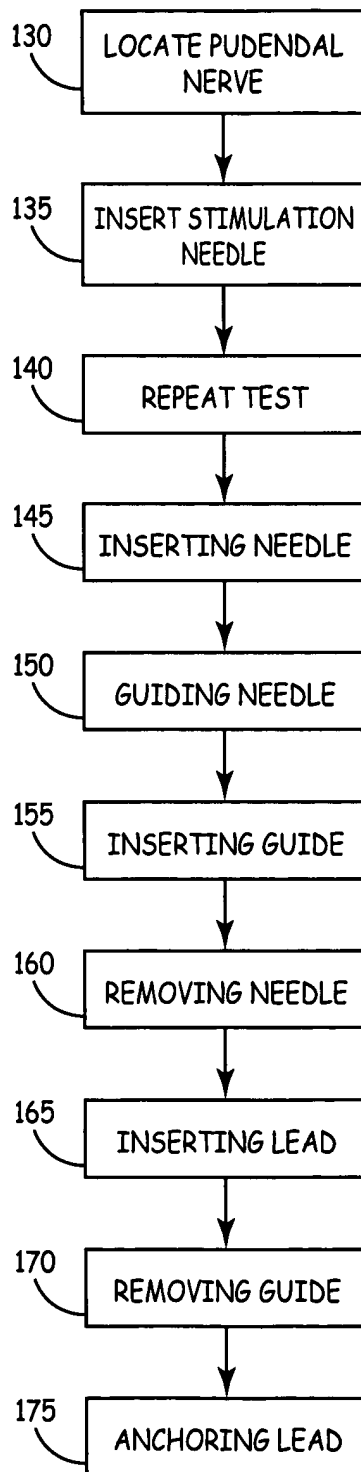 130
LOCATE PUDENDAL
NERVE
135
INSERT STIMULATION
NEEDLE
140
REPEAT TEST
145
INSERTING NEEDLE
150
GUIDING NEEDLE
155
INSERTING GUIDE
160
REMOVING NEEDLE
165
INSERTING LEAD
170
REMOVING GUIDE
175
ANCHORING LEAD